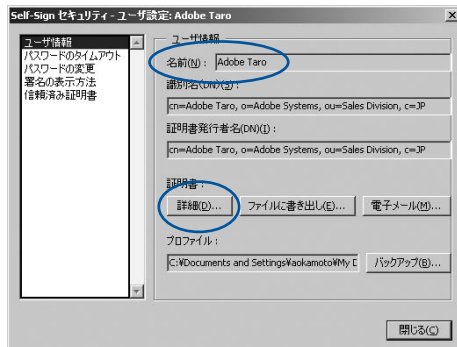 Self-Sign セキュリティ - ユーザ設定: Adobe Taro
ユーザ情報
パスワードのタイムアウト
パスワードの変更
署名の表示方法
信頼済み証明書
ユーザ情報
名前(N): Adobe Taro
識別名(DN)(S):
cn=Adobe Taro, o=Adobe Systems, ou=Sales Division, c=JP
証明書発行者名(DN)(I):
cn=Adobe Taro, o=Adobe Systems, ou=Sales Division, c=JP
証明書:
詳細(D)... ファイルに書き出し(E)... 電子メール(M)...
プロファイル:
C:¥Documents and Settings¥aokamoto¥My D バックアップ(B)...
閉じる(C)